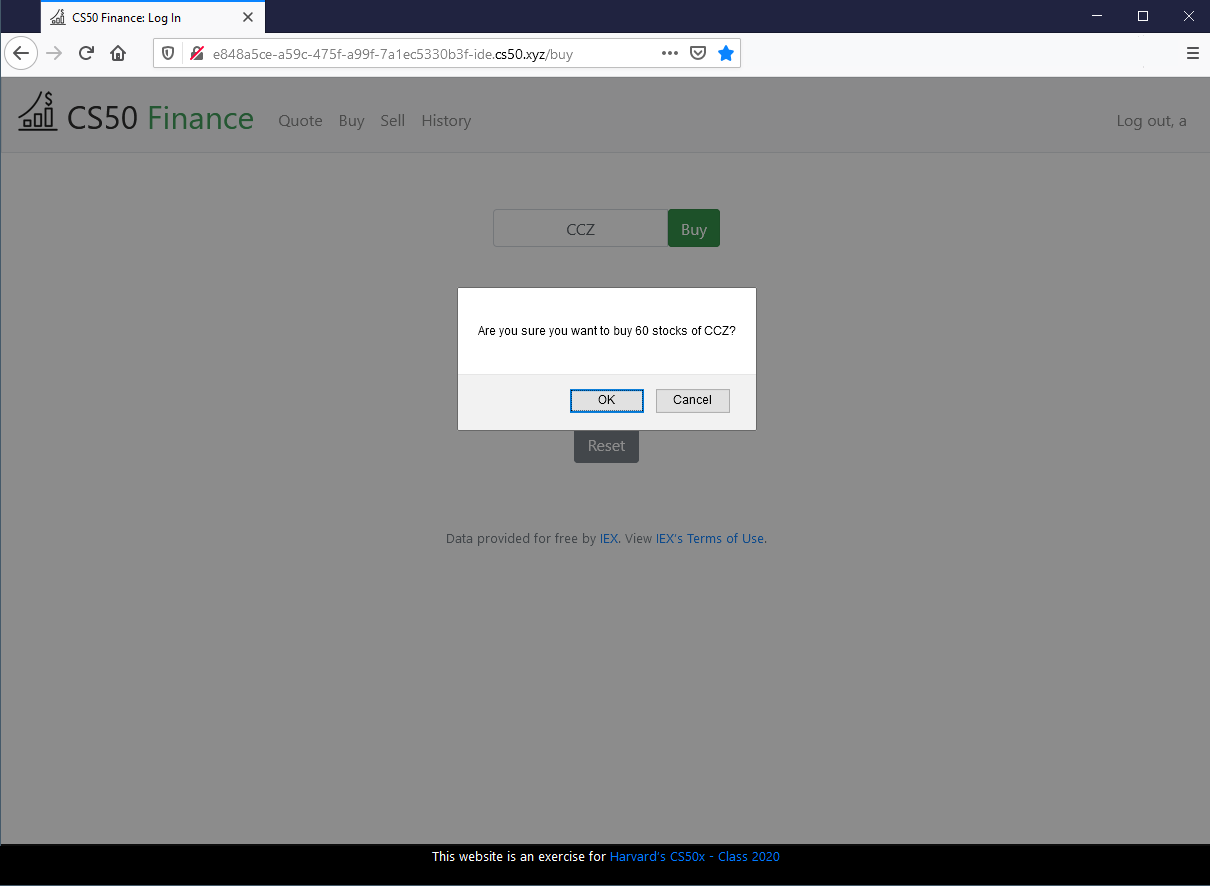 CS50 Finance: Log In
e848a5ce-a59c-475f-a99f-7a1ec5330b3f-ide.cs50.xyz/buy
CS50 Finance Quote Buy Sell History Log out, a
CCZ Buy
Are you sure you want to buy 60 stocks of CCZ?
OK Cancel
Reset
Data provided for free by IEX. View IEX's Terms of Use.
This website is an exercise for Harvard's CS50x - Class 2020